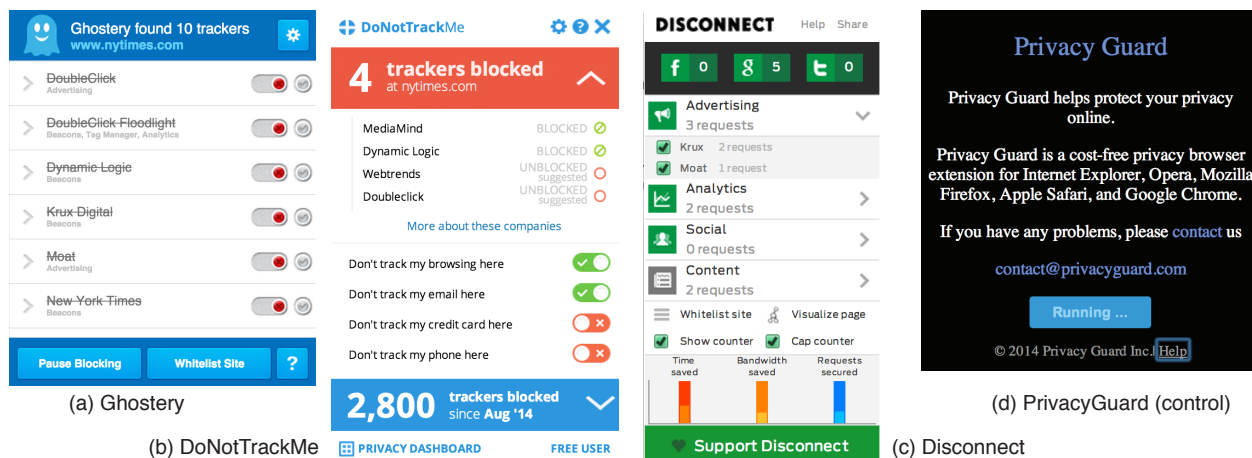 Ghostery found 10 trackers
www.nytimes.com
DoubleClick
Advertising
DoubleClick Floodlight
Beacons, Tag Manager, Analytics
Dynamic Logic
Beacons
Krux Digital
Beacons
Moat
Advertising
New York Times
Beacons
Pause Blocking
Whitelist Site
?
(a) Ghostery
DoNotTrackMe
4 trackers blocked
at nytimes.com
MediaMind BLOCKED
Dynamic Logic BLOCKED
Webtrends UNBLOCKED
suggested
Doubleclick UNBLOCKED
suggested
More about these companies
Don't track my browsing here
Don't track my email here
Don't track my credit card here
Don't track my phone here
2,800 trackers blocked
since Aug '14
PRIVACY DASHBOARD FREE USER
(b) DoNotTrackMe
DISCONNECT Help Share
f 0 g 5 t 0
Advertising
3 requests
Krux 2 requests
Moat 1 request
Analytics
2 requests
Social
0 requests
Content
2 requests
Whitelist site Visualize page
Show counter Cap counter
Time
saved
Bandwidth
saved
Requests
secured
Support Disconnect
(c) Disconnect
Privacy Guard
Privacy Guard helps protect your privacy
online.
Privacy Guard is a cost-free privacy browser
extension for Internet Explorer, Opera, Mozilla
Firefox, Apple Safari, and Google Chrome.
If you have any problems, please contact us
contact@privacyguard.com
Running ...
© 2014 Privacy Guard Inc.| Help
(d) PrivacyGuard (control)